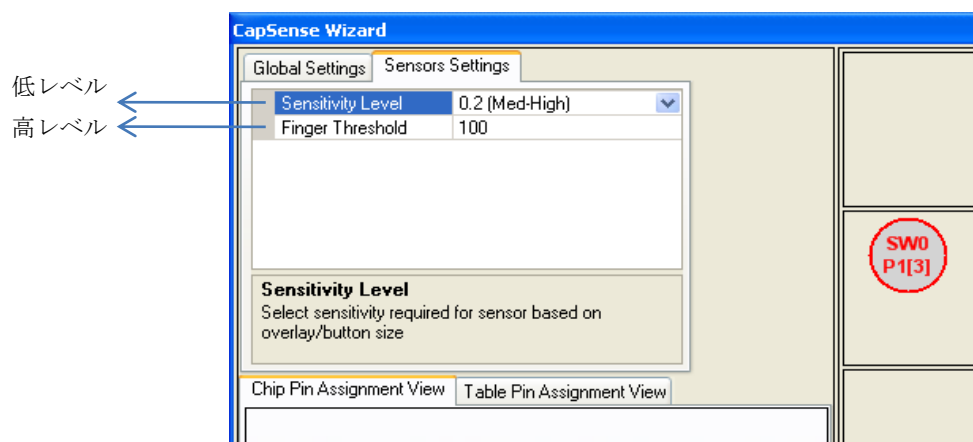 CapSense Wizard
Global Settings Sensors Settings
低レベル
Sensitivity Level 0.2 (Med-High)
高レベル
Finger Threshold 100
SW0
P1[3]
Sensitivity Level
Select sensitivity required for sensor based on
overlay/button size
Chip Pin Assignment View Table Pin Assignment View